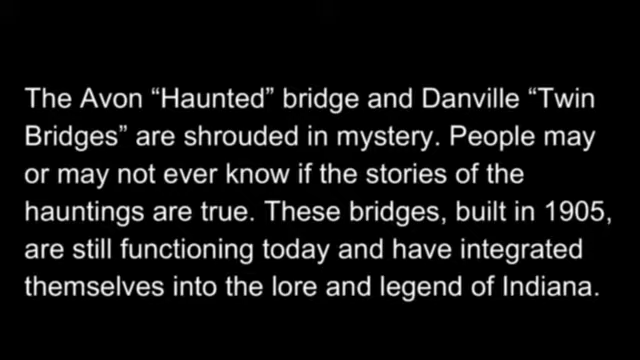 The Avon “Haunted” bridge and Danville “Twin
Bridges” are shrouded in mystery. People may
or may not ever know if the stories of the
hauntings are true. These bridges, built in 1905,
are still functioning today and have integrated
themselves into the lore and legend of Indiana.